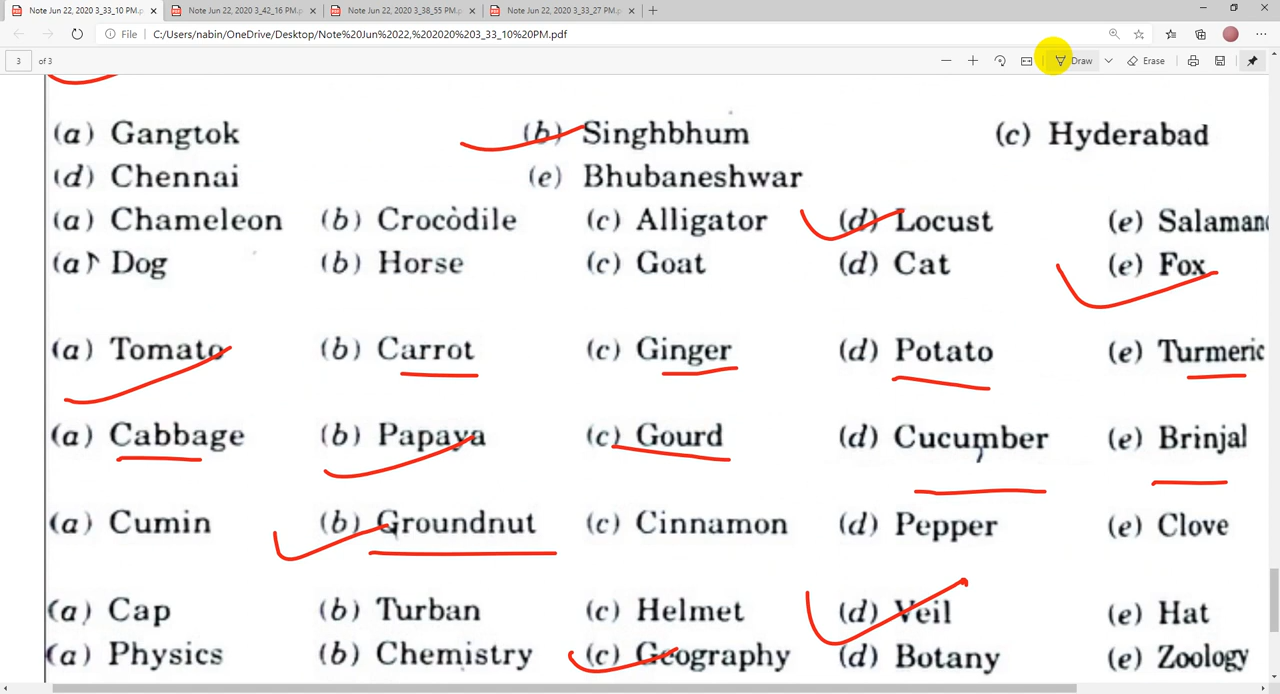 Note Jun 22, 2020 3_33_10 PM.p Note Jun 22, 2020 3_42_16 PM.p Note Jun 22, 2020 3_38_55 PM.p Note Jun 22, 2020 3_33_27 PM.p
File C:/Users/nabin/OneDrive/Desktop/Note%20Jun%2022,%202020%203_33_10%20PM.pdf
3 of 3 Draw Erase
(a) Gangtok (b) Singhbhum (c) Hyderabad
(d) Chennai (e) Bhubaneshwar
(a) Chameleon (b) Crocodile (c) Alligator (d) Locust (e) Salaman
(a) Dog (b) Horse (c) Goat (d) Cat (e) Fox
(a) Tomato (b) Carrot (c) Ginger (d) Potato (e) Turmeric
(a) Cabbage (b) Papaya (c) Gourd (d) Cucumber (e) Brinjal
(a) Cumin (b) Groundnut (c) Cinnamon (d) Pepper (e) Clove
(a) Cap (b) Turban (c) Helmet (d) Veil (e) Hat
(a) Physics (b) Chemistry (c) Geography (d) Botany (e) Zoology